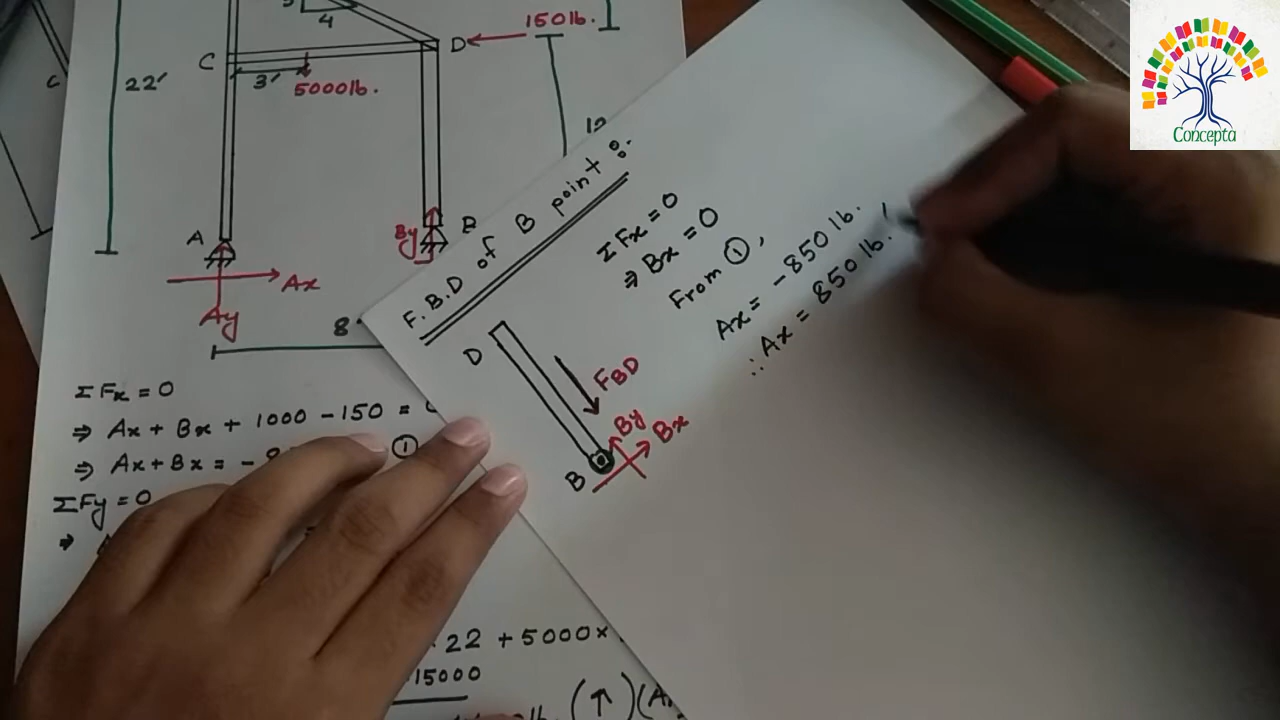 4
150lb.
D
C
22'
3'
5000lb.
12
A
By
B
Ax
Ay
8
ΣFx = 0
⇒ Ax + Bx + 1000 - 150 =
⇒ Ax + Bx = - 8
①
ΣFy = 0
⇒
22 + 5000×
15000
(↑)
F.B.D of B point :
D
FBD
By
Bx
B
ΣFx = 0
⇒ Bx = 0
From ①,
Ax = -850 lb.
∴ Ax = 850 lb.
Concepta